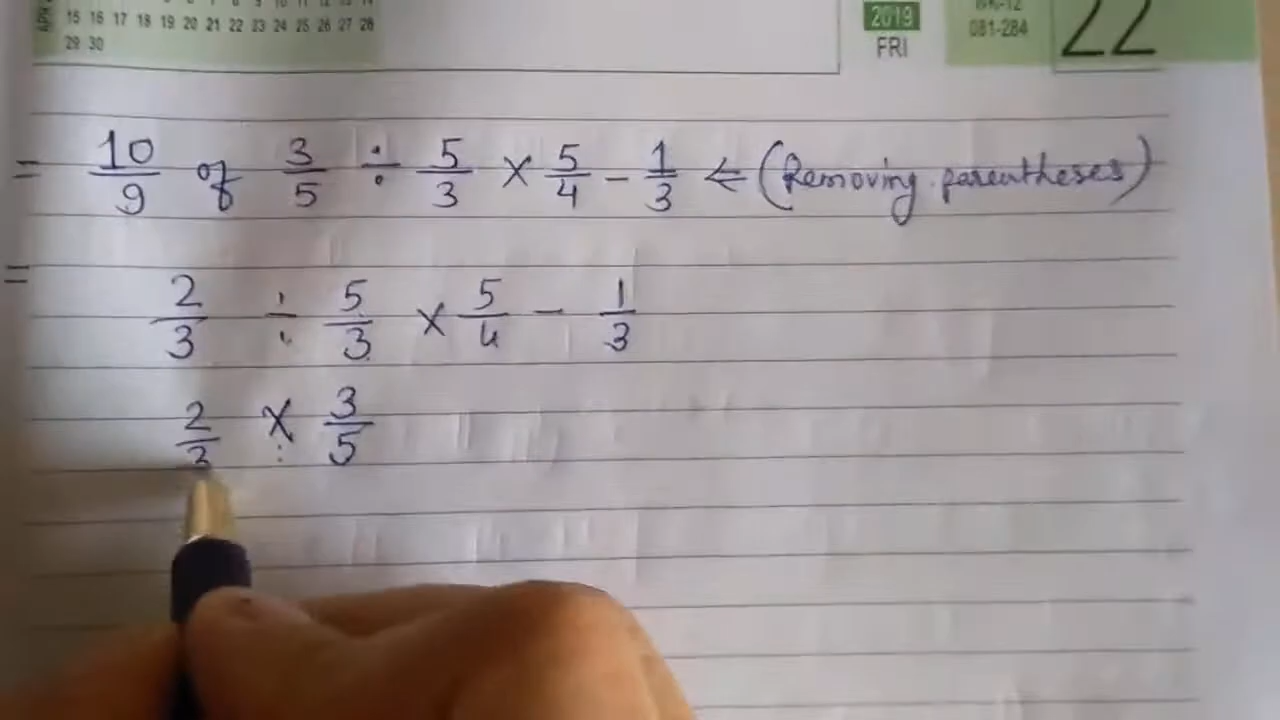 15 16 17 18 19 20 21 22 23 24 25 26 27 28
29 30
2019
FRI
081-284
22
= 10/9 of 3/5 ÷ 5/3 × 5/4 - 1/3 ← (Removing parentheses)
= 2/3 ÷ 5/3 × 5/4 - 1/3
2/3 × 3/5